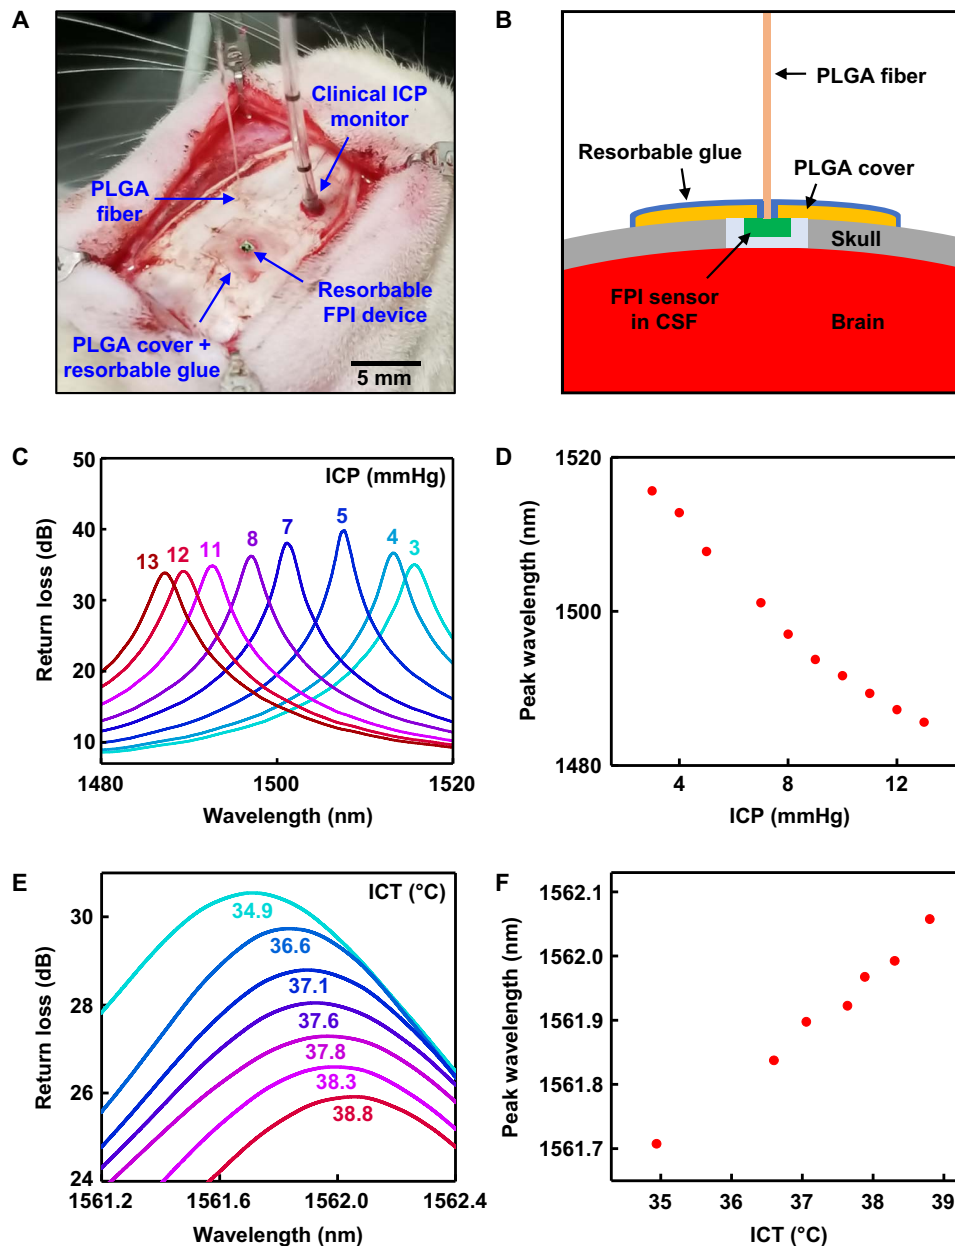 A
Clinical ICP
monitor
PLGA
fiber
Resorbable
FPI device
PLGA cover +
resorbable glue
5 mm
B
PLGA fiber
Resorbable glue
PLGA cover
Skull
FPI sensor
in CSF
Brain
C
ICP (mmHg)
50
40
30
20
10
Return loss (dB)
13 12 11 8 7 5 4 3
1480 1500 1520
Wavelength (nm)
D
1520
1500
1480
Peak wavelength (nm)
4 8 12
ICP (mmHg)
E
ICT (°C)
30
28
26
24
Return loss (dB)
34.9
36.6
37.1
37.6
37.8
38.3
38.8
1561.2 1561.6 1562.0 1562.4
Wavelength (nm)
F
1562.1
1562.0
1561.9
1561.8
1561.7
Peak wavelength (nm)
35 36 37 38 39
ICT (°C)